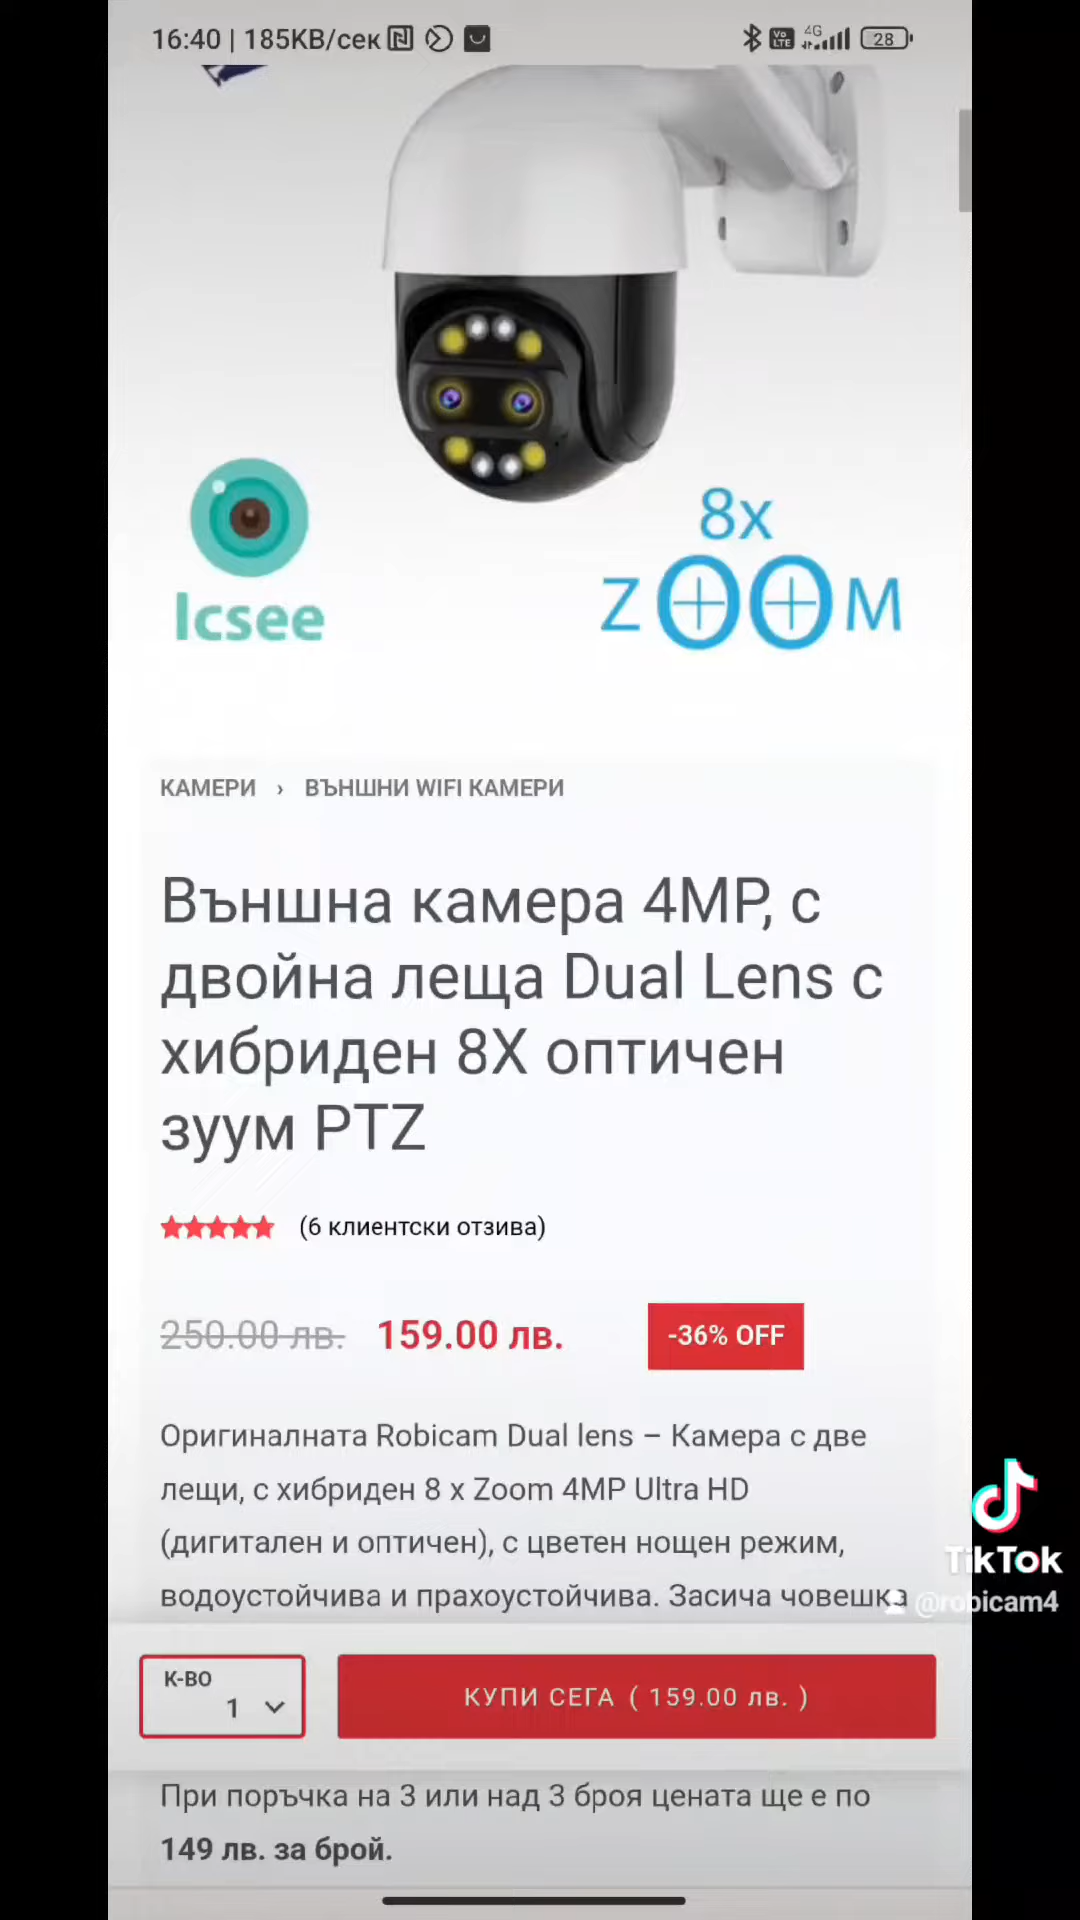 16:40 | 185KB/сек
Vo LTE 4G 28
8x
ZOOM
Icsee
КАМЕРИ › ВЪНШНИ WIFI КАМЕРИ
Външна камера 4MP, с
двойна леща Dual Lens с
хибриден 8X оптичен
зуум PTZ
(6 клиентски отзива)
250.00 лв. 159.00 лв. -36% OFF
Оригиналната Robicam Dual lens – Камера с две
лещи, с хибриден 8 x Zoom 4MP Ultra HD
(дигитален и оптичен), с цветен нощен режим,
водоустойчива и прахоустойчива. Засича човешка
TikTok
@robicam4
К-ВО
1
КУПИ СЕГА ( 159.00 лв. )
При поръчка на 3 или над 3 броя цената ще е по
149 лв. за брой.